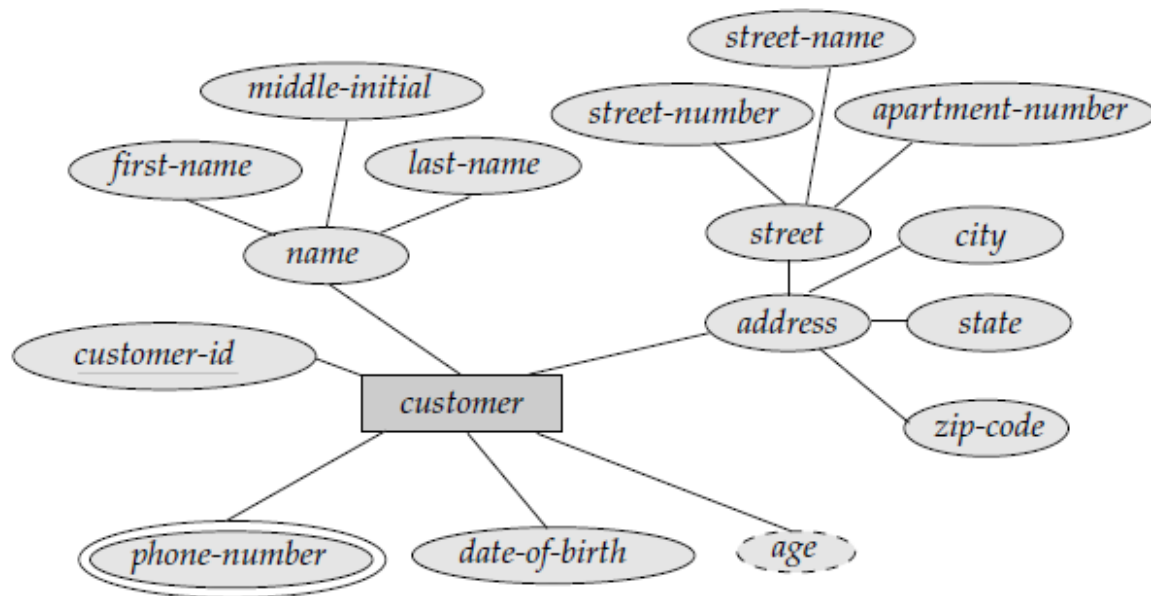 street-name
middle-initial
street-number
apartment-number
first-name
last-name
name
street
city
address
state
customer-id
customer
zip-code
phone-number
date-of-birth
age